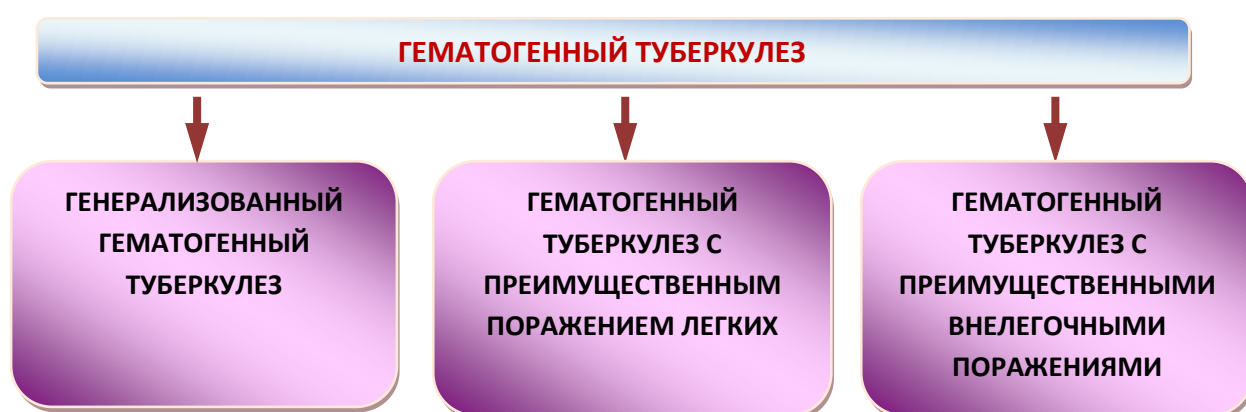 ГЕМАТОГЕННЫЙ ТУБЕРКУЛЕЗ
ГЕНЕРАЛИЗОВАННЫЙ
ГЕМАТОГЕННЫЙ
ТУБЕРКУЛЕЗ
ГЕМАТОГЕННЫЙ
ТУБЕРКУЛЕЗ С
ПРЕИМУЩЕСТВЕННЫМ
ПОРАЖЕНИЕМ ЛЕГКИХ
ГЕМАТОГЕННЫЙ
ТУБЕРКУЛЕЗ С
ПРЕИМУЩЕСТВЕННЫМИ
ВНЕЛЕГОЧНЫМИ
ПОРАЖЕНИЯМИ